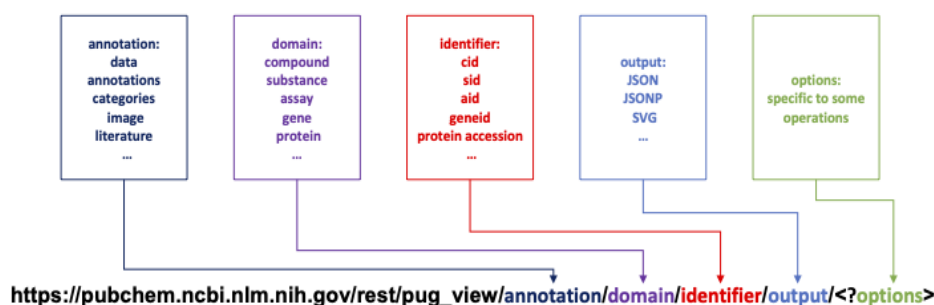 annotation:
data
annotations
categories
image
literature
...
domain:
compound
substance
assay
gene
protein
...
identifier:
cid
sid
aid
geneid
protein accession
...
output:
JSON
JSONP
SVG
...
options:
specific to some
operations
https://pubchem.ncbi.nlm.nih.gov/rest/pug_view/annotation/domain/identifier/output/<?options>